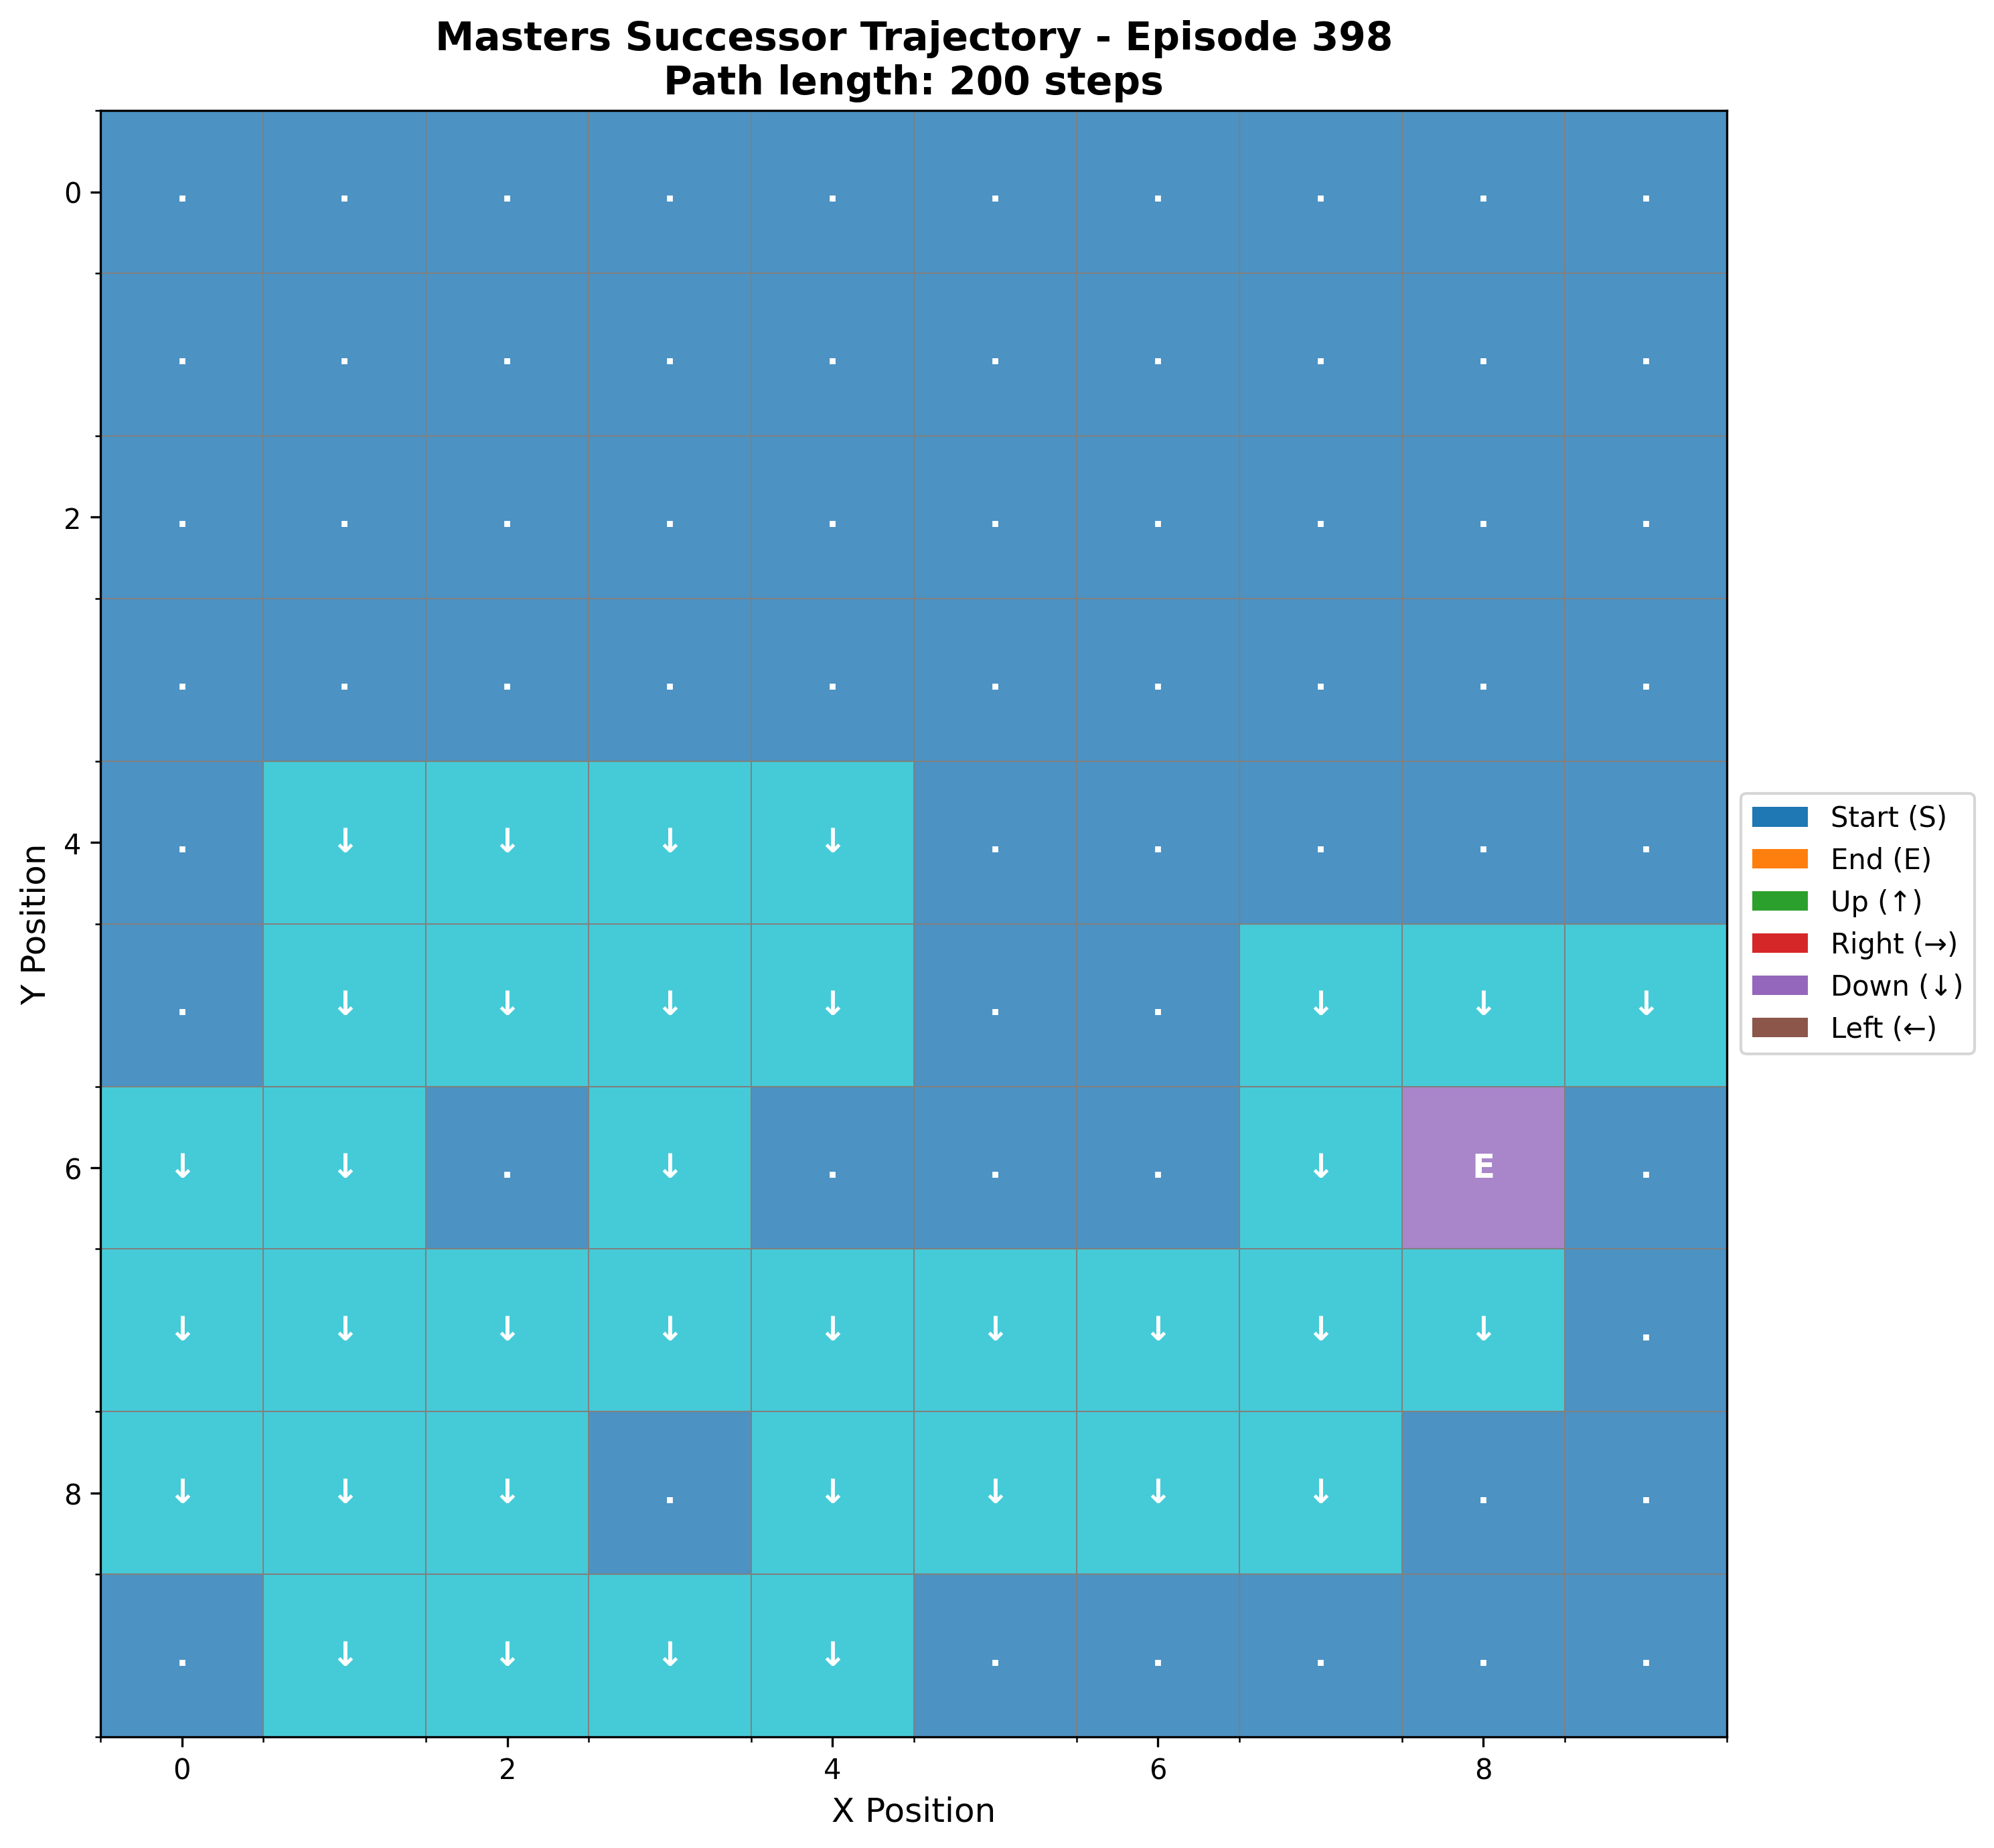 Masters Successor Trajectory - Episode 398
Path length: 200 steps
0 . . . . . . . . . .
. . . . . . . . . .
2 . . . . . . . . . .
. . . . . . . . . .
4 . ↓ ↓ ↓ ↓ . . . . .
. ↓ ↓ ↓ ↓ . . ↓ ↓ ↓
6 ↓ ↓ . ↓ . . . ↓ E .
↓ ↓ ↓ ↓ ↓ ↓ ↓ ↓ ↓ .
8 ↓ ↓ ↓ . ↓ ↓ ↓ ↓ . .
. ↓ ↓ ↓ ↓ . . . . .
0 2 4 6 8
X Position
Y Position
Start (S)
End (E)
Up (↑)
Right (→)
Down (↓)
Left (←)